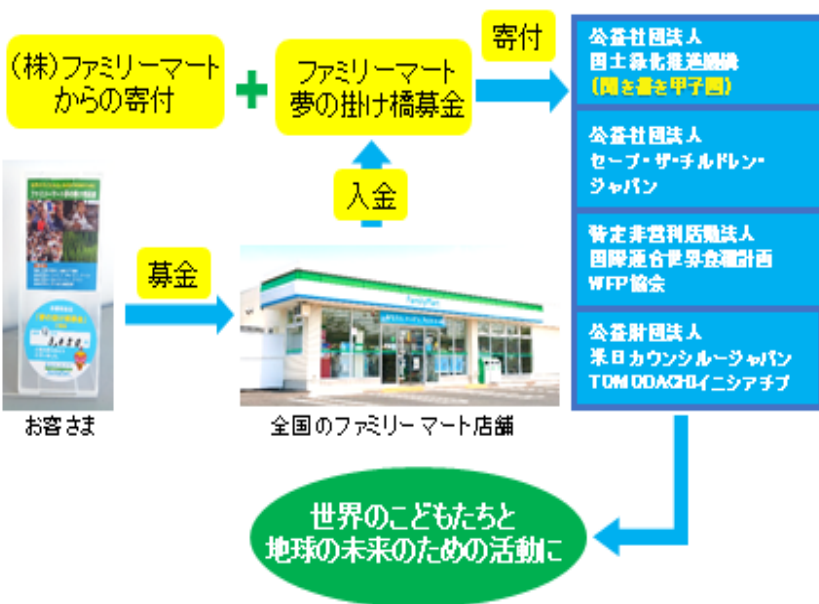 (株)ファミリーマート
からの寄付
ファミリーマート
夢の掛け橋募金
寄付
公益社団法人
国土緑化推進機構
(聞き書き甲子園)
公益社団法人
セーブ・ザ・チルドレン・
ジャパン
特定非営利活動法人
国際連合世界食糧計画
WFP協会
公益財団法人
米日カウンシルージャパン
TOMODACHIイニシアチブ
入金
募金
FamilyMart
お客さま
全国のファミリーマート店舗
世界のこどもたちと
地球の未来のための活動に